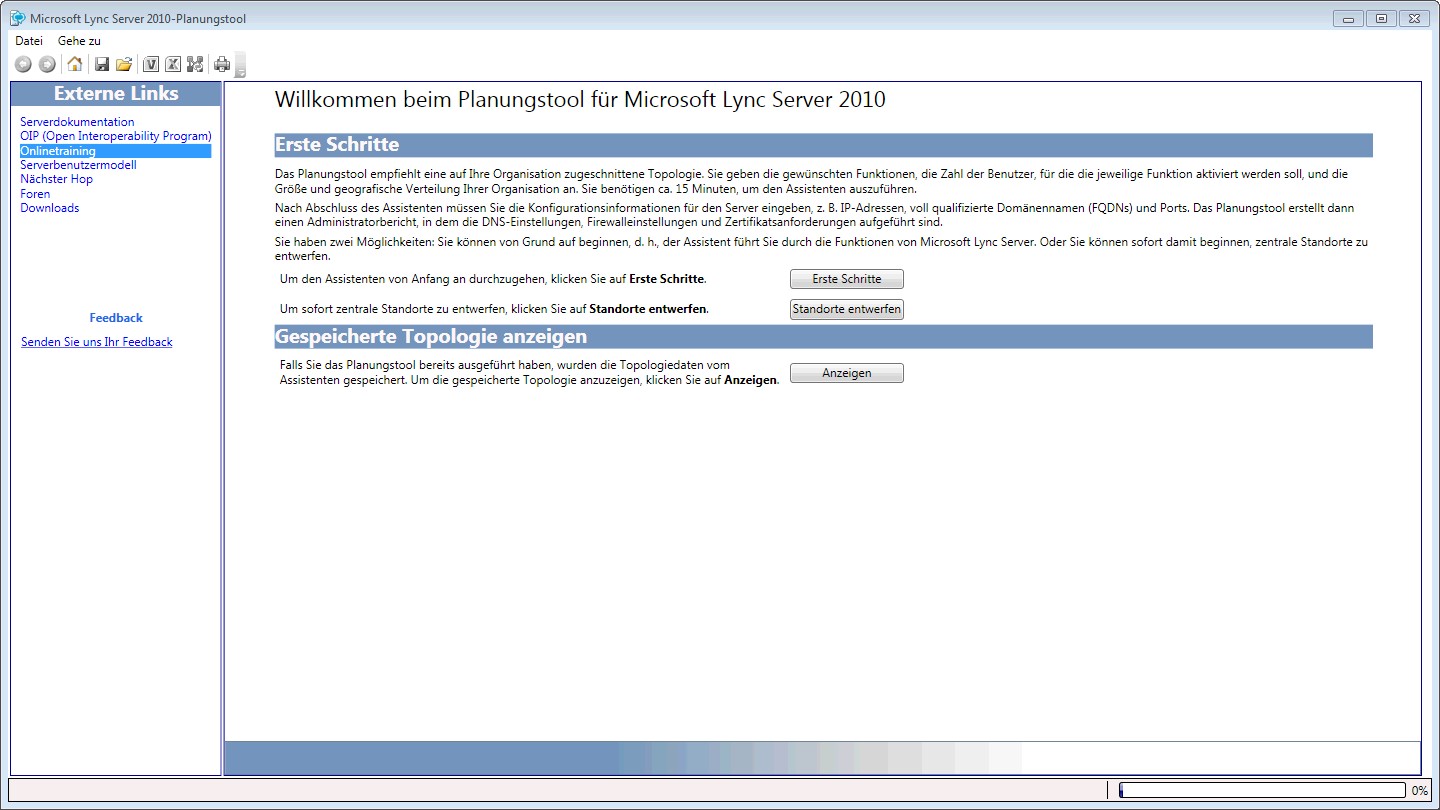 Microsoft Lync Server 2010-Planungstool
Datei Gehe zu
Externe Links
Serverdokumentation
OIP (Open Interoperability Program)
Onlinetraining
Serverbenutzermodell
Nächster Hop
Foren
Downloads
Feedback
Senden Sie uns Ihr Feedback
Willkommen beim Planungstool für Microsoft Lync Server 2010
Erste Schritte
Das Planungstool empfiehlt eine auf Ihre Organisation zugeschnittene Topologie. Sie geben die gewünschten Funktionen, die Zahl der Benutzer, für die die jeweilige Funktion aktiviert werden soll, und die
Größe und geografische Verteilung Ihrer Organisation an. Sie benötigen ca. 15 Minuten, um den Assistenten auszuführen.
Nach Abschluss des Assistenten müssen Sie die Konfigurationsinformationen für den Server eingeben, z. B. IP-Adressen, voll qualifizierte Domänennamen (FQDNs) und Ports. Das Planungstool erstellt dann
einen Administratorbericht, in dem die DNS-Einstellungen, Firewalleinstellungen und Zertifikatsanforderungen aufgeführt sind.
Sie haben zwei Möglichkeiten: Sie können von Grund auf beginnen, d. h., der Assistent führt Sie durch die Funktionen von Microsoft Lync Server. Oder Sie können sofort damit beginnen, zentrale Standorte zu
entwerfen.
Um den Assistenten von Anfang an durchzugehen, klicken Sie auf Erste Schritte.
Erste Schritte
Um sofort zentrale Standorte zu entwerfen, klicken Sie auf Standorte entwerfen.
Standorte entwerfen
Gespeicherte Topologie anzeigen
Falls Sie das Planungstool bereits ausgeführt haben, wurden die Topologiedaten vom
Assistenten gespeichert. Um die gespeicherte Topologie anzuzeigen, klicken Sie auf Anzeigen.
Anzeigen
0%